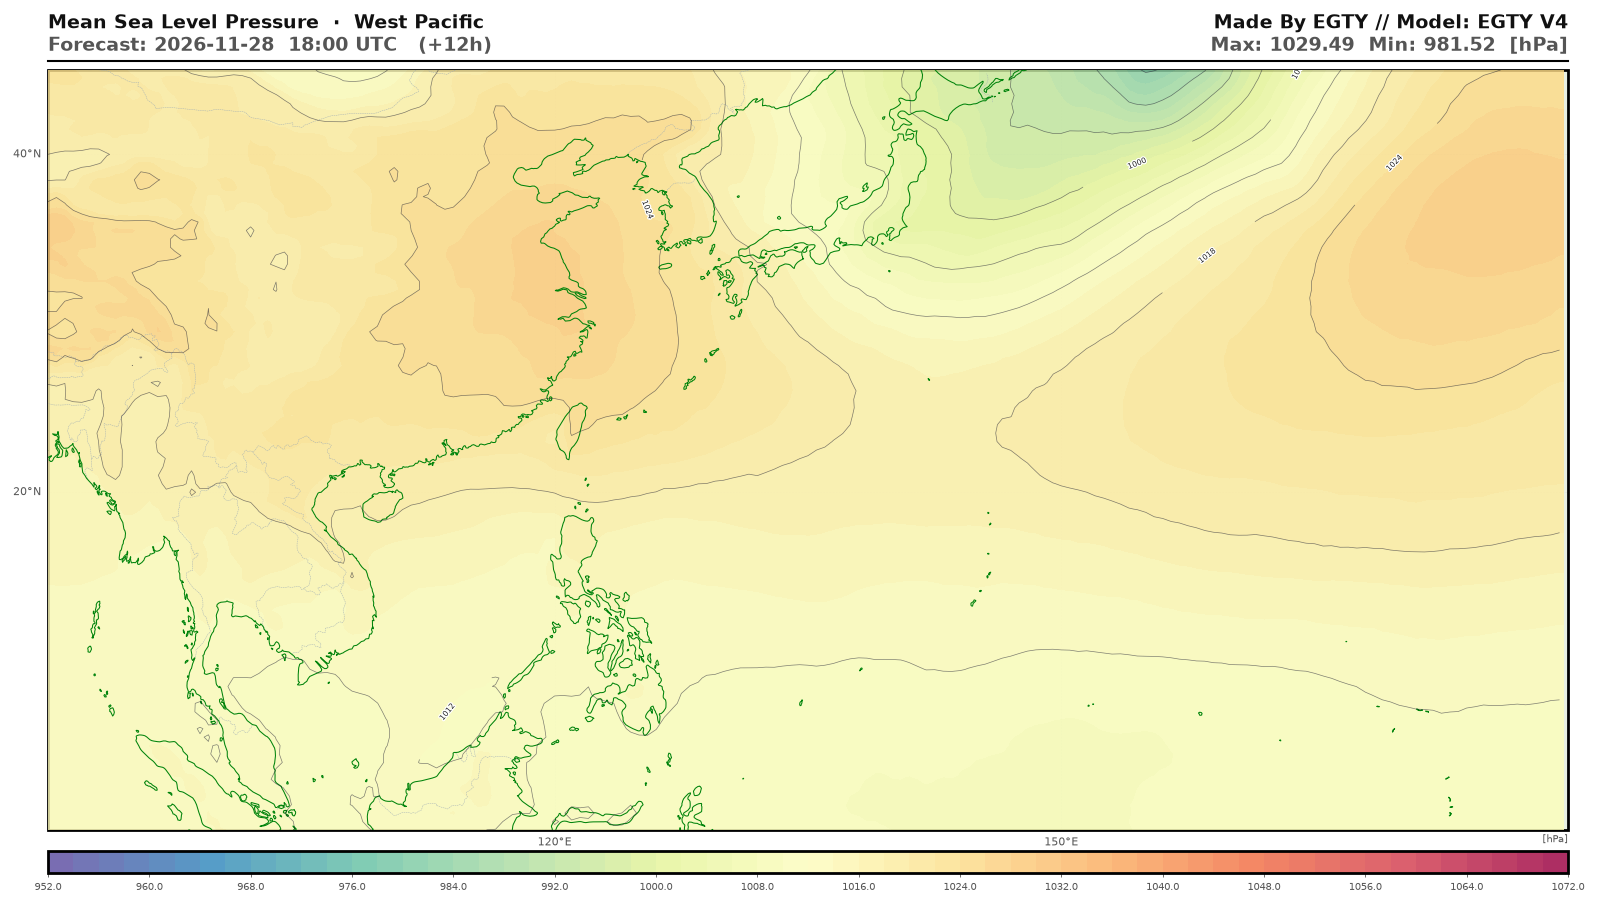 Mean Sea Level Pressure · West Pacific
Made By EGTY // Model: EGTY V4
Forecast: 2026-11-28 18:00 UTC (+12h)
Max: 1029.49 Min: 981.52 [hPa]
40°N
1000
1024
1024
1018
20°N
1012
120°E
150°E
[hPa]
952.0 960.0 968.0 976.0 984.0 992.0 1000.0 1008.0 1016.0 1024.0 1032.0 1040.0 1048.0 1056.0 1064.0 1072.0